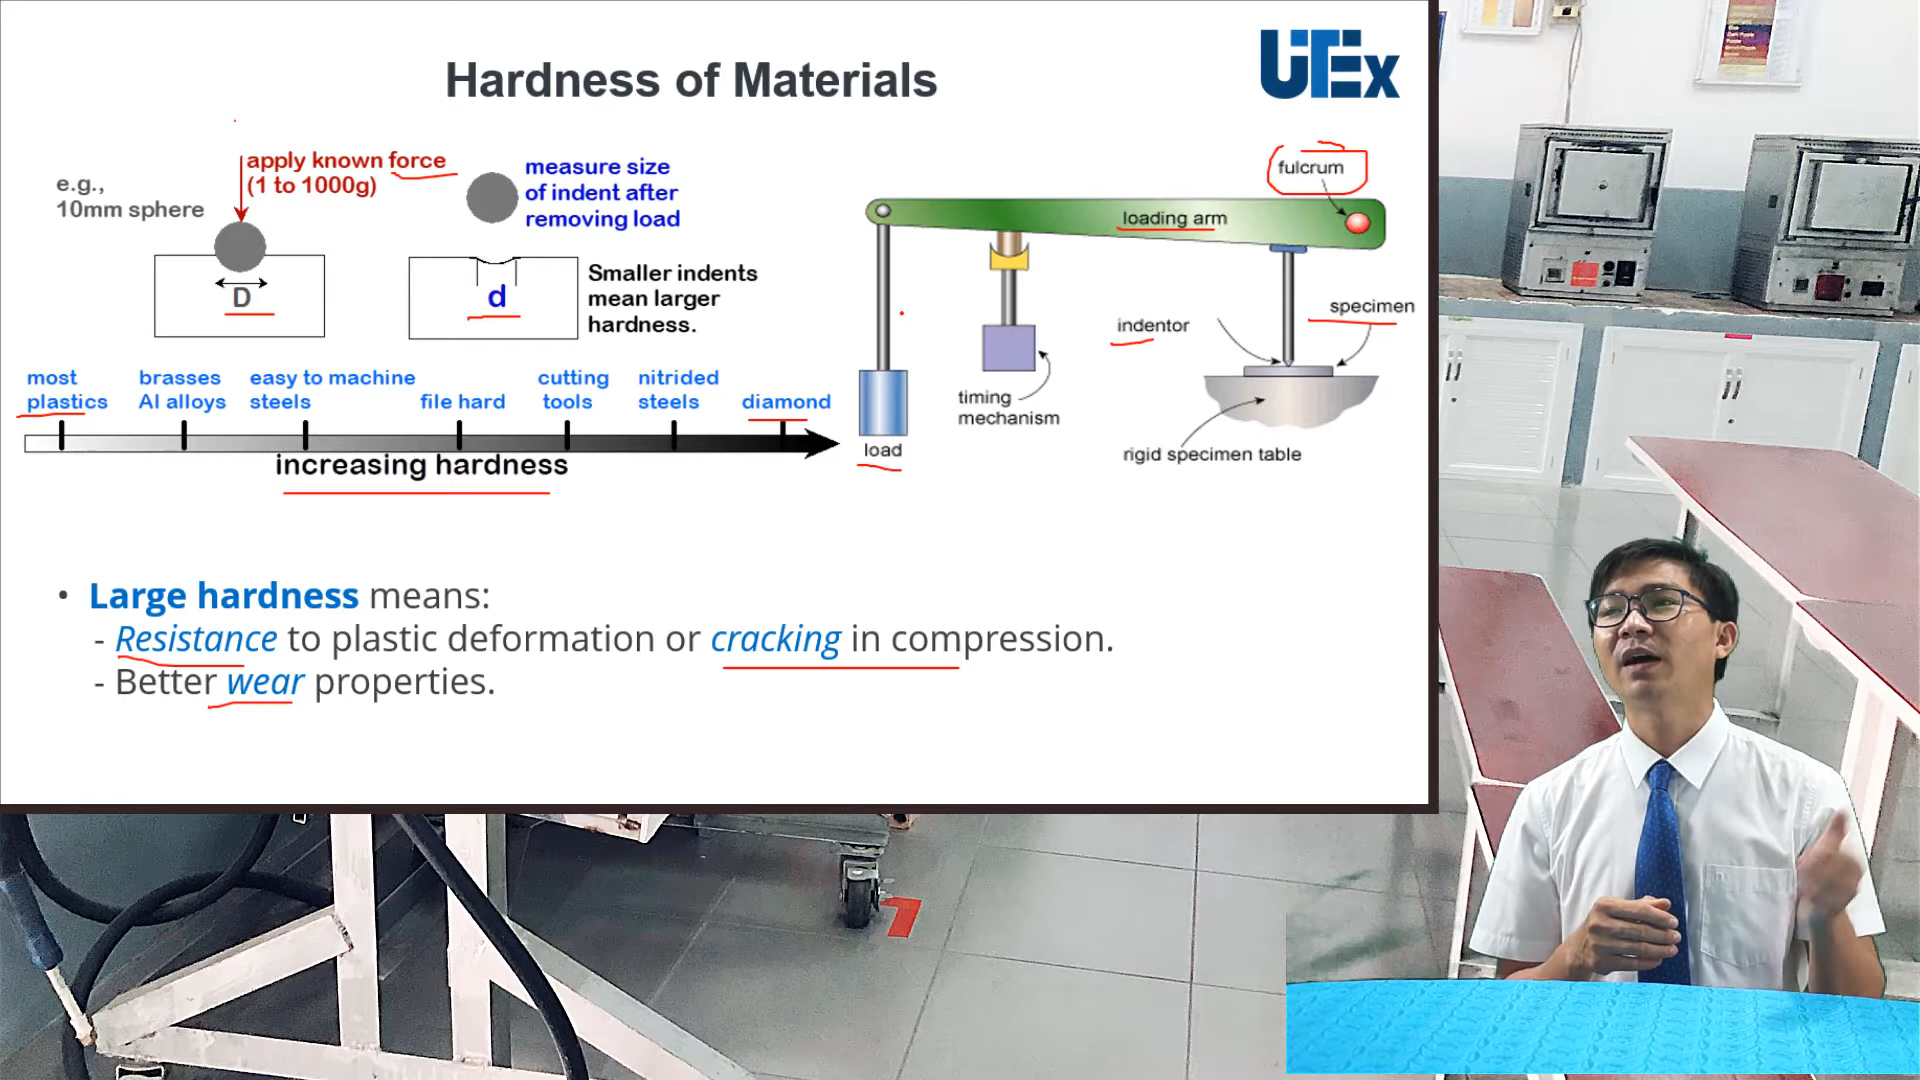 Hardness of Materials
UTEx
e.g.,
10mm sphere
apply known force
(1 to 1000g)
D
measure size
of indent after
removing load
d
Smaller indents
mean larger
hardness.
most
plastics
brasses
Al alloys
easy to machine
steels
file hard
cutting
tools
nitrided
steels
diamond
increasing hardness
fulcrum
loading arm
specimen
indentor
timing
mechanism
load
rigid specimen table
• Large hardness means:
- Resistance to plastic deformation or cracking in compression.
- Better wear properties.